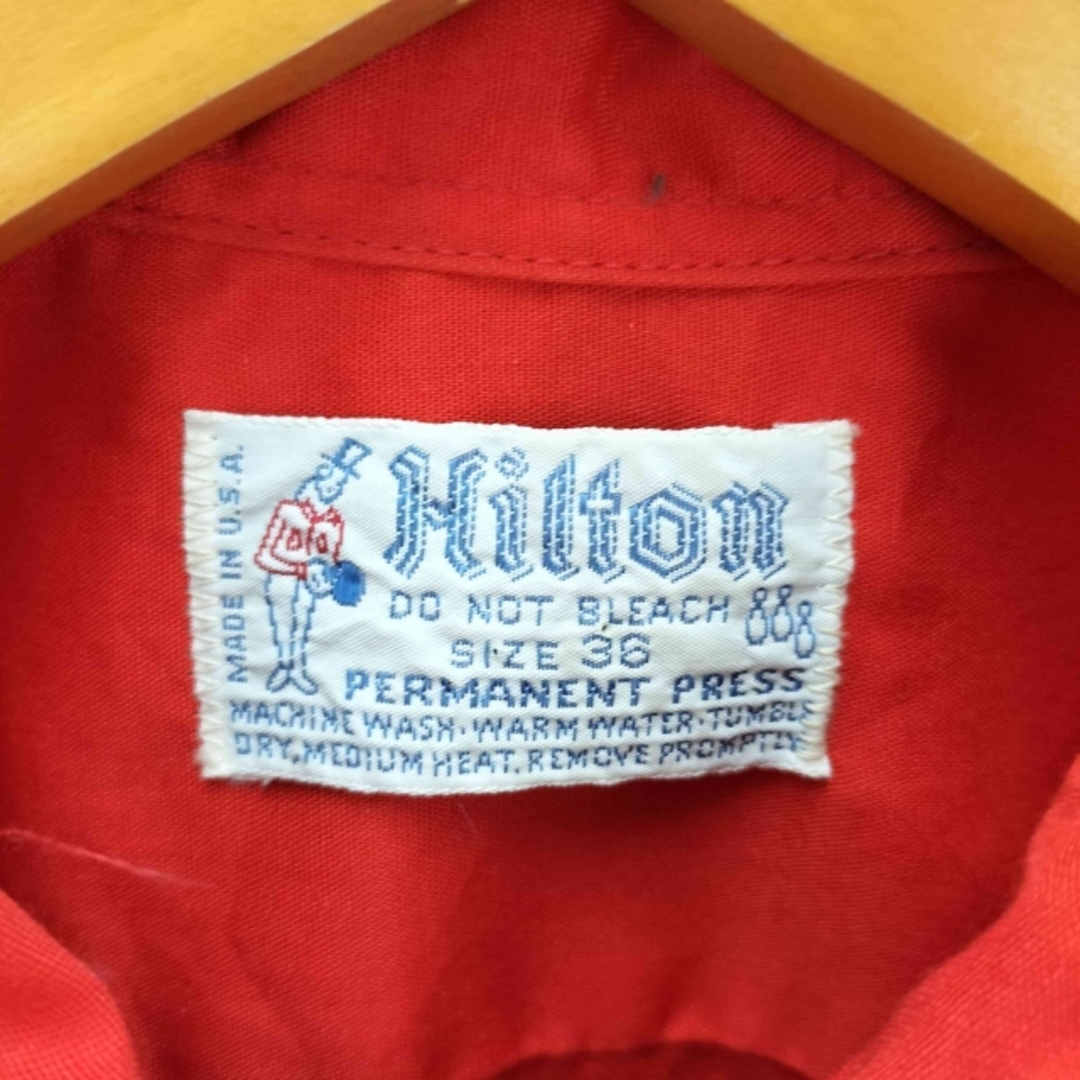 MADE IN U.S.A.
Hilton
DO NOT BLEACH
SIZE 36
PERMANENT PRESS
MACHINE WASH·WARM WATER·TUMBLE
DRY,MEDIUM HEAT.REMOVE PROMPTLY